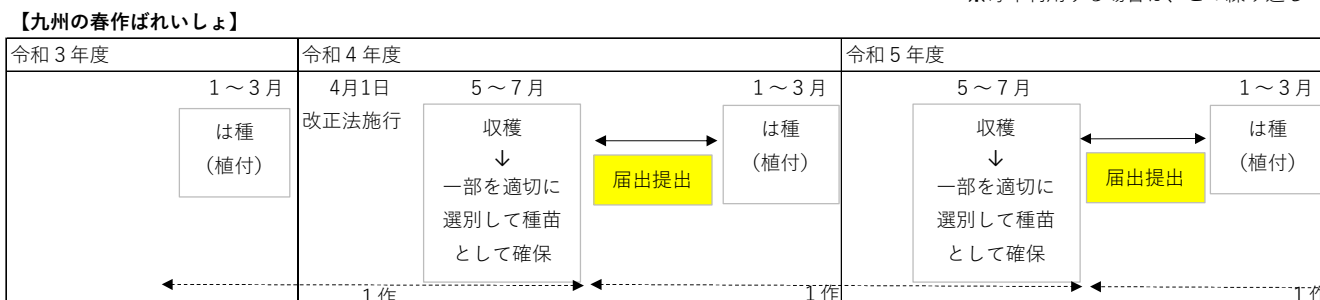 【九州の春作ばれいしょ】
令和3年度
令和4年度
令和5年度
1～3月
4月1日
5～7月
1～3月
5～7月
1～3月
改正法施行
は種
(植付)
収穫
↓
一部を適切に
選別して種苗
として確保
届出提出
は種
(植付)
収穫
↓
一部を適切に
選別して種苗
として確保
届出提出
は種
(植付)
1作
1作
1作